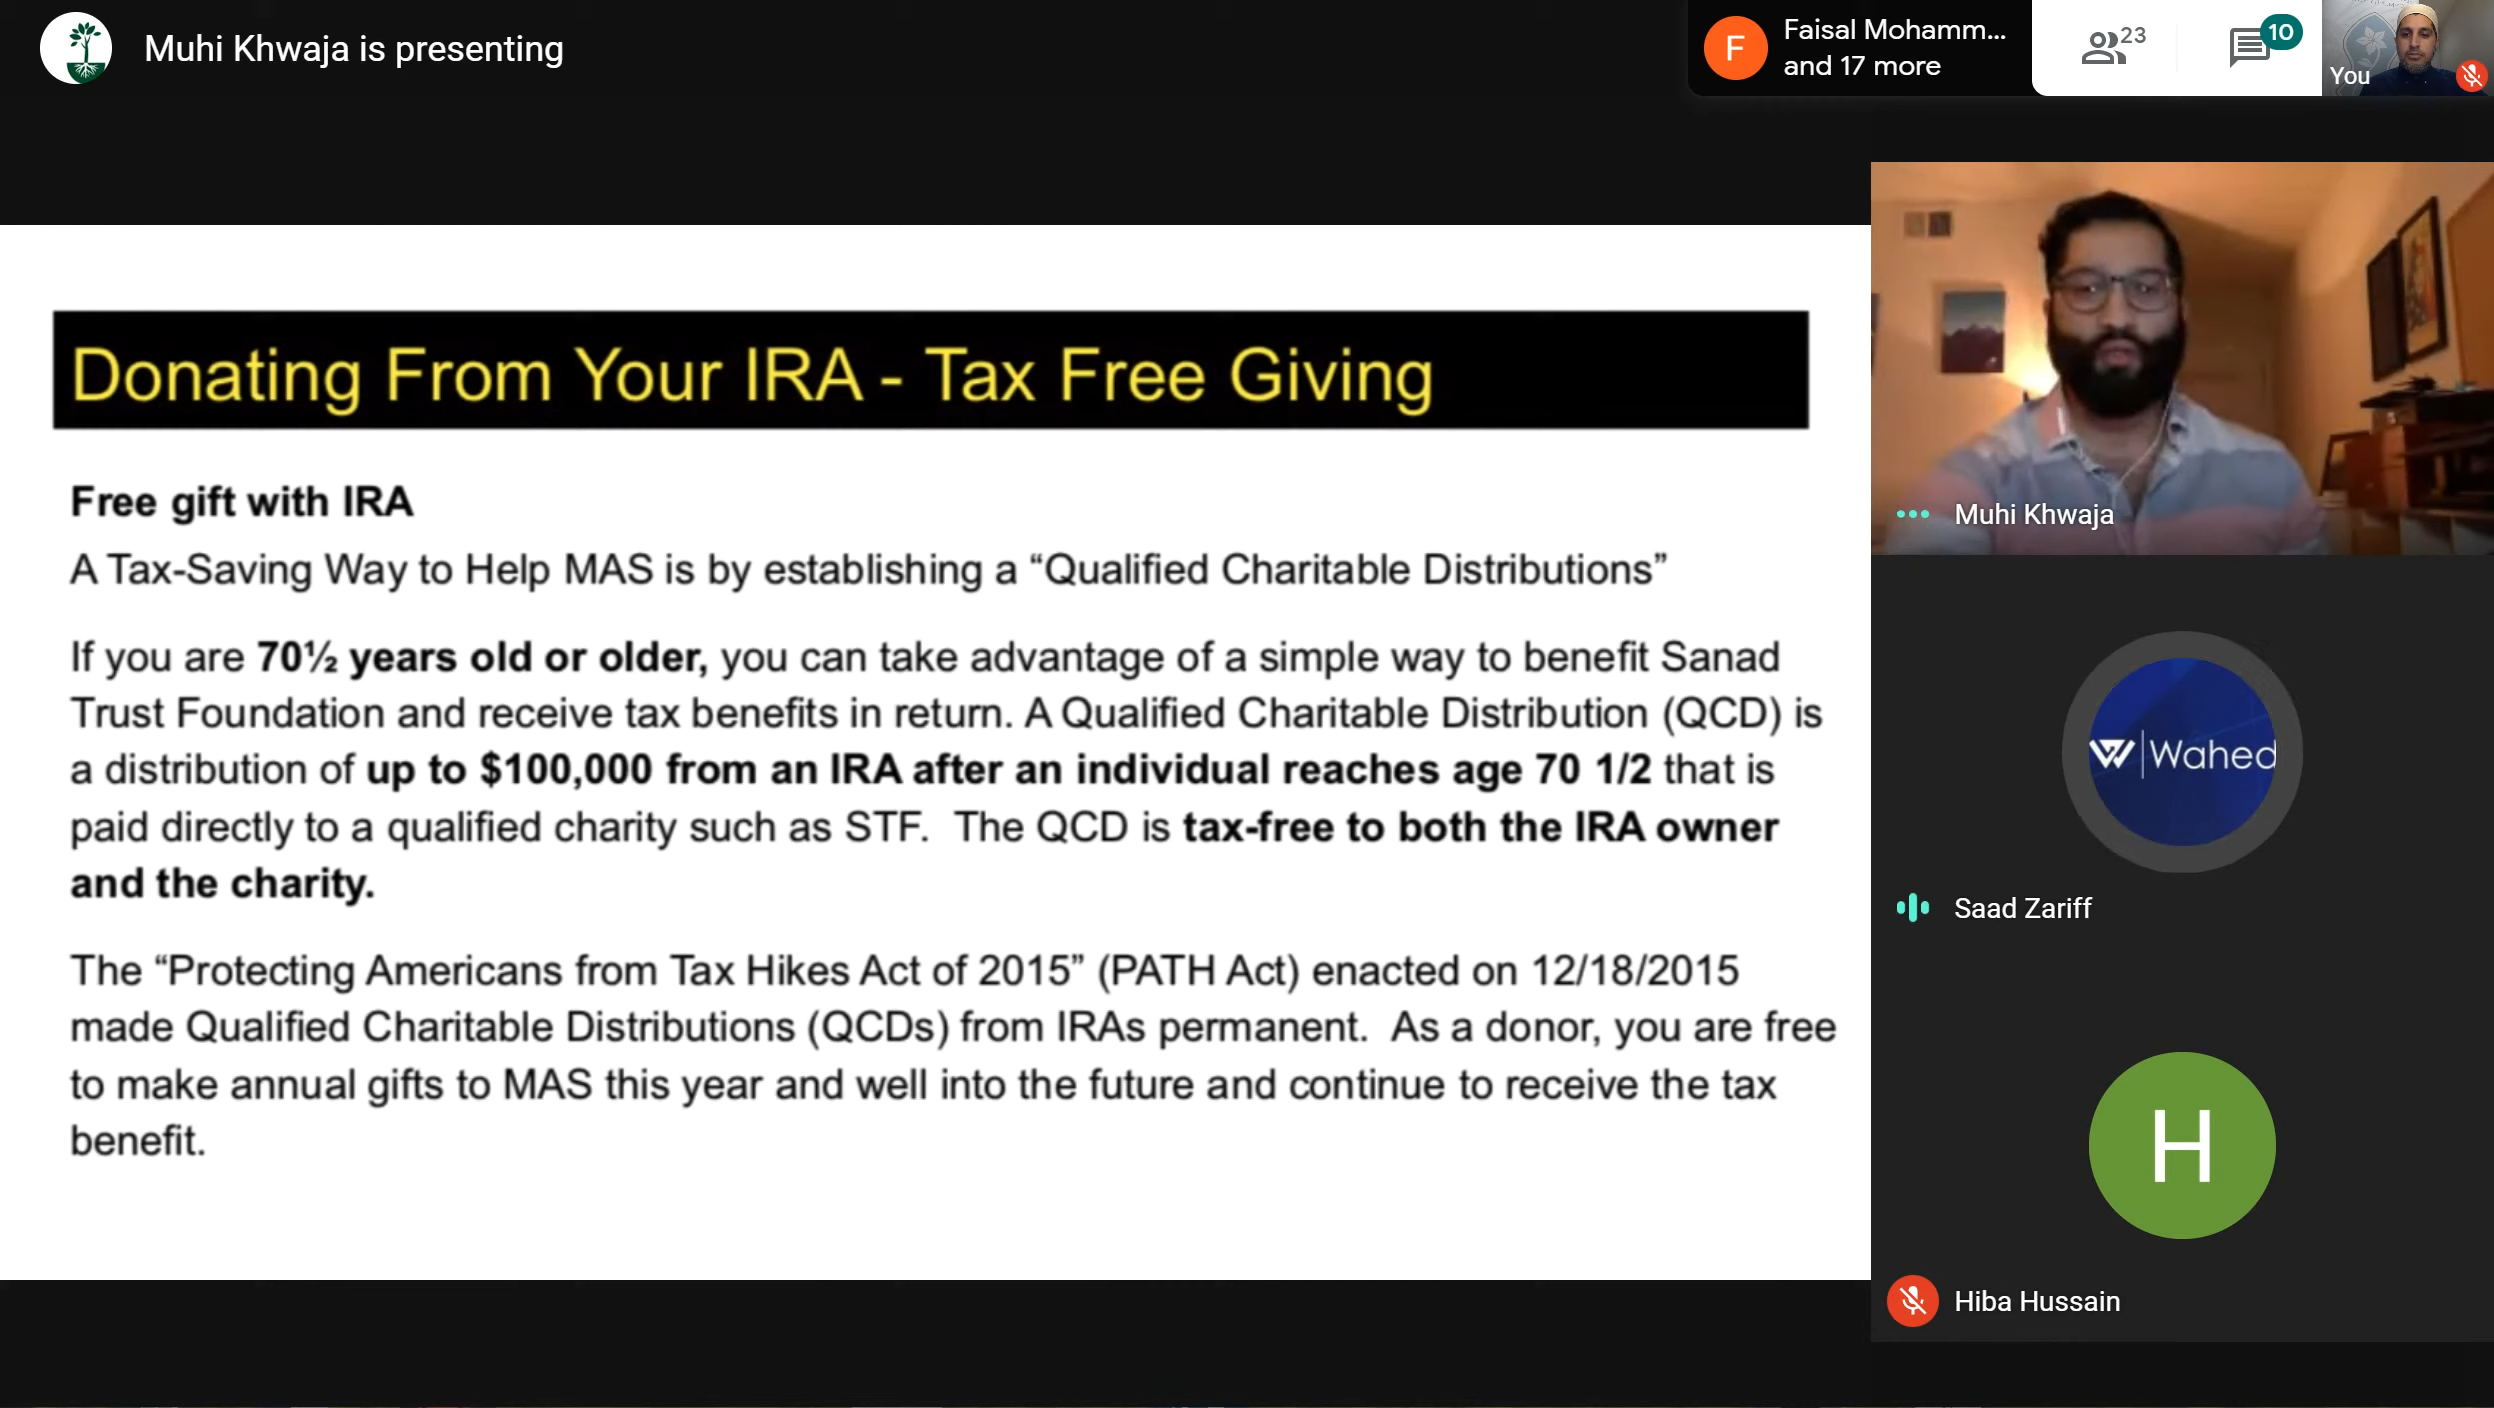 Muhi Khwaja is presenting
F
Faisal Mohamm...
and 17 more
23
10
You
Donating From Your IRA - Tax Free Giving
Free gift with IRA
A Tax-Saving Way to Help MAS is by establishing a “Qualified Charitable Distributions”
If you are 70½ years old or older, you can take advantage of a simple way to benefit Sanad
Trust Foundation and receive tax benefits in return. A Qualified Charitable Distribution (QCD) is
a distribution of up to $100,000 from an IRA after an individual reaches age 70 1/2 that is
paid directly to a qualified charity such as STF.  The QCD is tax-free to both the IRA owner
and the charity.
The “Protecting Americans from Tax Hikes Act of 2015” (PATH Act) enacted on 12/18/2015
made Qualified Charitable Distributions (QCDs) from IRAs permanent.  As a donor, you are free
to make annual gifts to MAS this year and well into the future and continue to receive the tax
benefit.
Muhi Khwaja
W|Wahed
Saad Zariff
H
Hiba Hussain